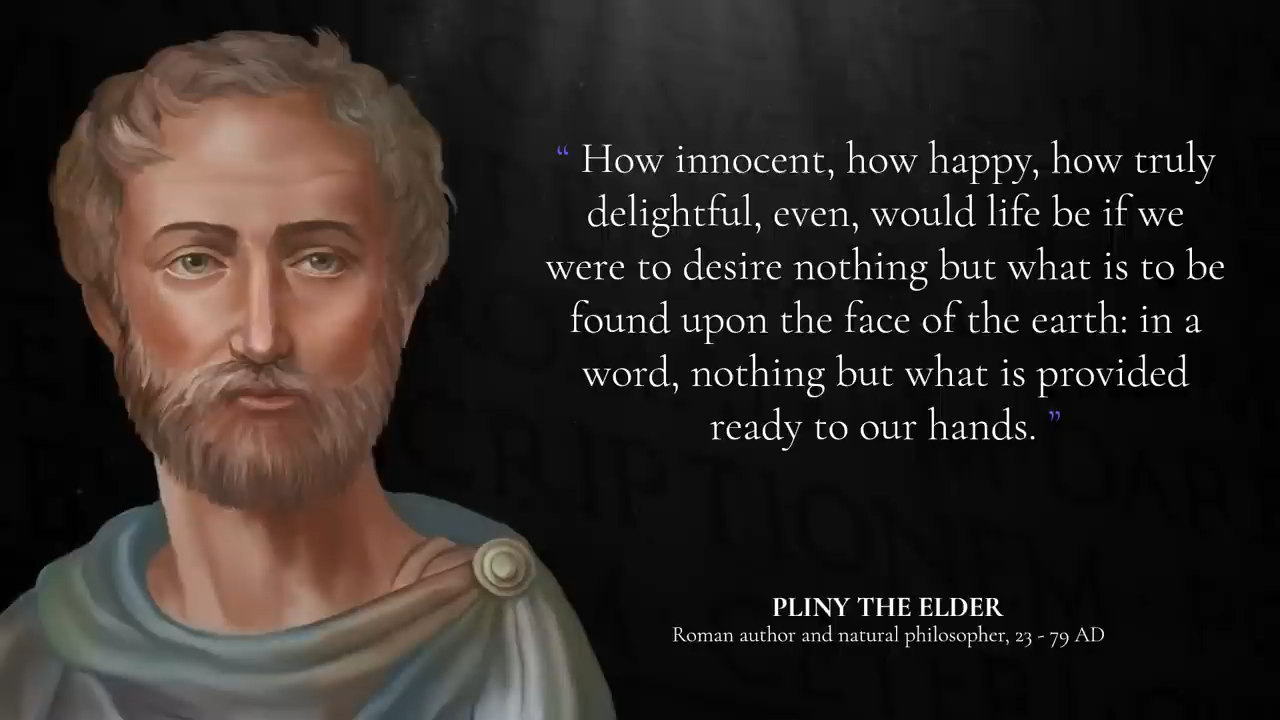 “ How innocent, how happy, how truly
delightful, even, would life be if we
were to desire nothing but what is to be
found upon the face of the earth: in a
word, nothing but what is provided
ready to our hands. ”
PLINY THE ELDER
Roman author and natural philosopher, 23 - 79 AD